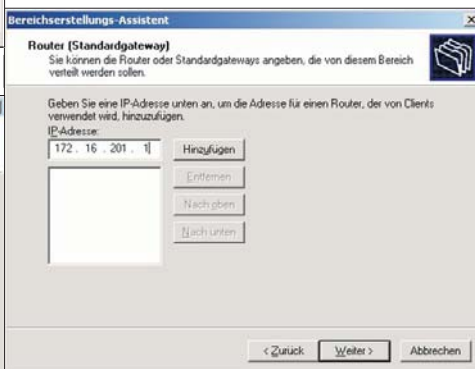 Bereichserstellungs-Assistent
Router (Standardgateway)
Sie können die Router oder Standardgateways angeben, die von diesem Bereich
verteilt werden sollen.
Geben Sie eine IP-Adresse unten an, um die Adresse für einen Router, der von Clients
verwendet wird, hinzuzufügen.
IP-Adresse:
172 . 16 . 201 . 1
Hinzufügen
Entfernen
Nach oben
Nach unten
< Zurück
Weiter >
Abbrechen